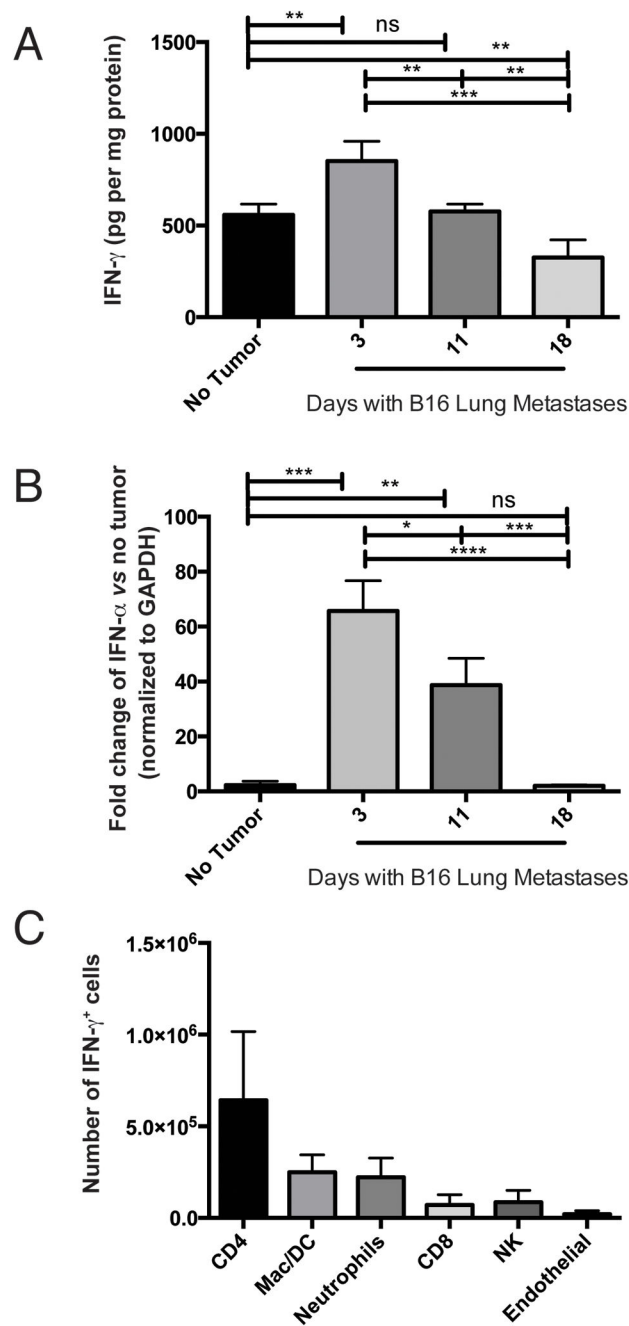 A
**
ns
**
**
**
***
IFN-γ (pg per mg protein)
1500
1000
500
0
No Tumor
3
11
18
Days with B16 Lung Metastases
B
***
**
ns
*
***
****
Fold change of IFN-α vs no tumor
(normalized to GAPDH)
100
80
60
40
20
0
No Tumor
3
11
18
Days with B16 Lung Metastases
C
Number of IFN-γ⁺ cells
1.5×10⁶
1.0×10⁶
5.0×10⁵
0.0
CD4
Mac/DC
Neutrophils
CD8
NK
Endothelial